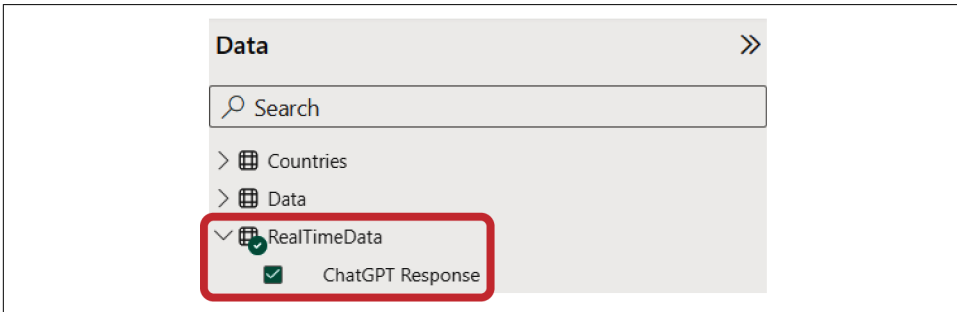 Data
Search
Countries
Data
RealTimeData
ChatGPT Response